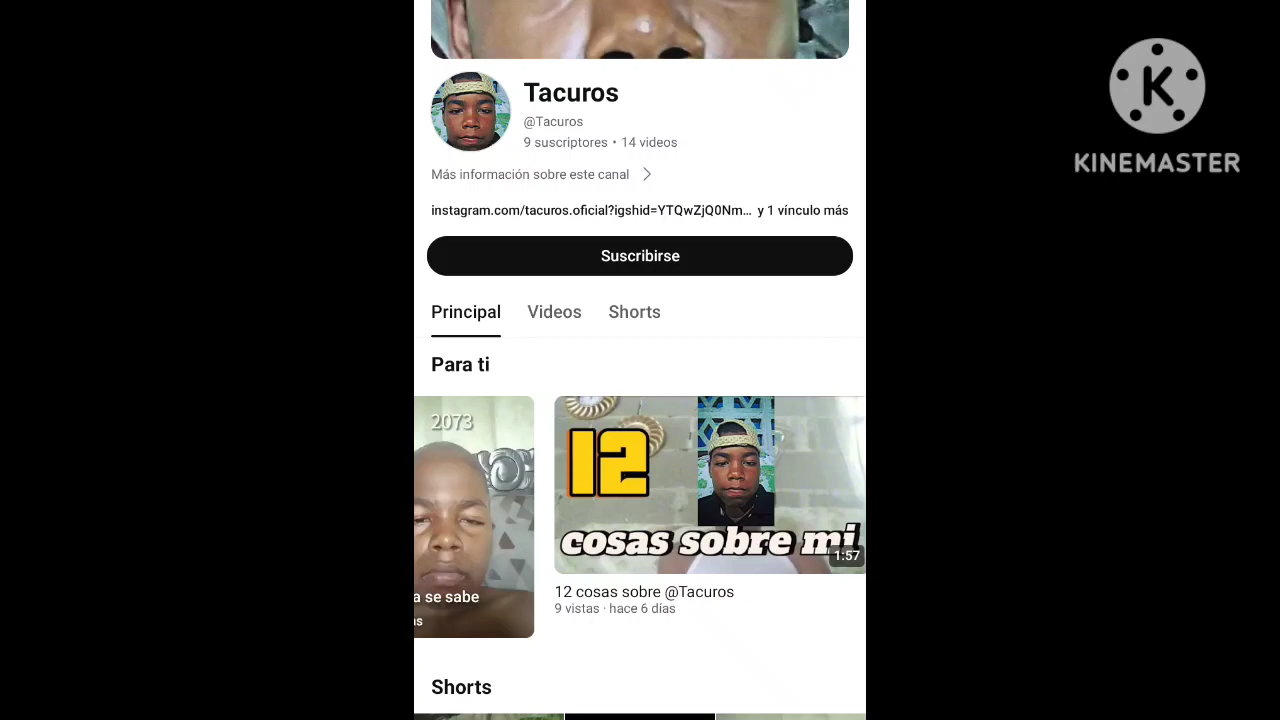 Tacuros
@Tacuros
9 suscriptores • 14 videos
Más información sobre este canal
instagram.com/tacuros.oficial?igshid=YTQwZjQ0Nm... y 1 vínculo más
Suscribirse
Principal Videos Shorts
Para ti
2073
a se sabe
as
12
cosas sobre mi
1:57
12 cosas sobre @Tacuros
9 vistas · hace 6 días
Shorts
K
KINEMASTER